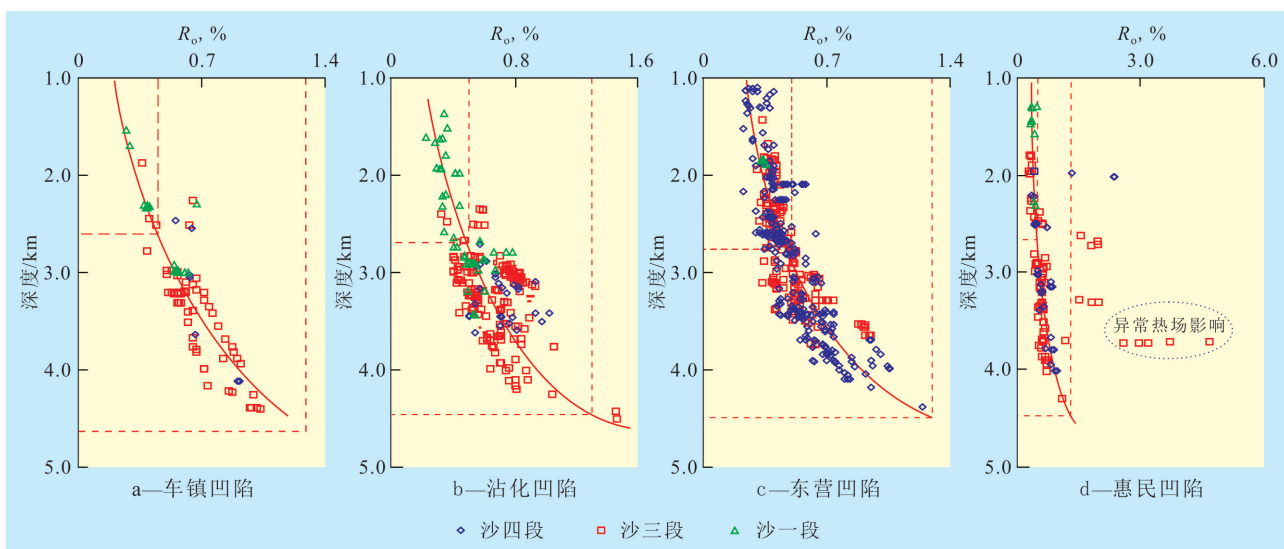 Rₒ, %
Rₒ, %
Rₒ, %
Rₒ, %
0 0.7 1.4
0 0.8 1.6
0 0.7 1.4
0 3.0 6.0
1.0 1.0 1.0 1.0
2.0 2.0 2.0 2.0
3.0 3.0 3.0 3.0
4.0 4.0 4.0 4.0
5.0 5.0 5.0 5.0
深度/km
深度/km
深度/km
深度/km
异常热场影响
a—车镇凹陷
b—沾化凹陷
c—东营凹陷
d—惠民凹陷
沙四段 沙三段 沙一段